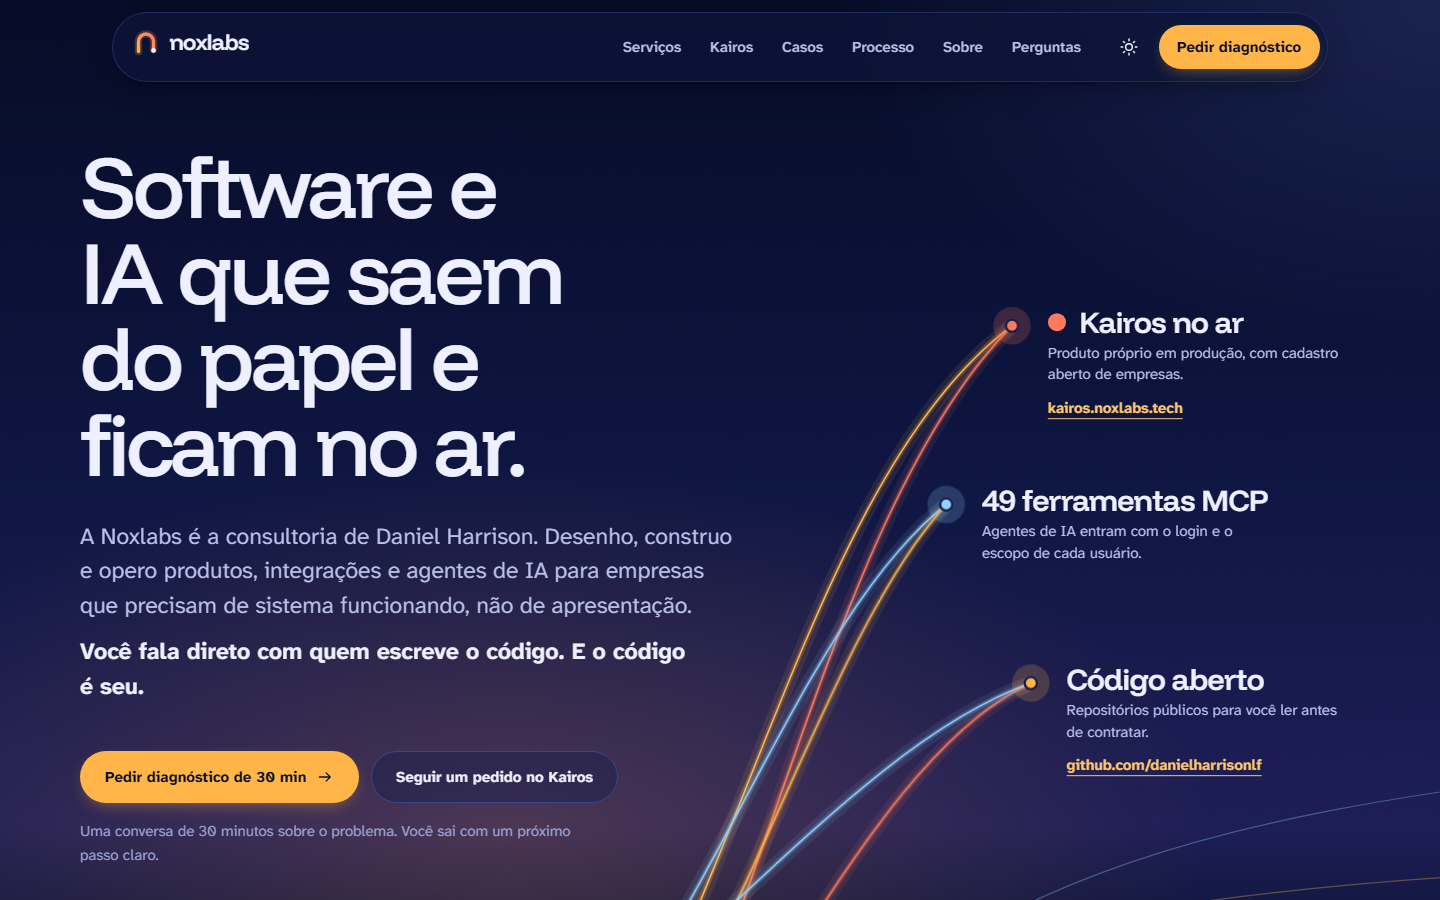 noxlabs
Serviços
Kairos
Casos
Processo
Sobre
Perguntas
Pedir diagnóstico
Software e
IA que saem
do papel e
ficam no ar.
A Noxlabs é a consultoria de Daniel Harrison. Desenho, construo
e opero produtos, integrações e agentes de IA para empresas
que precisam de sistema funcionando, não de apresentação.
Você fala direto com quem escreve o código. E o código
é seu.
Pedir diagnóstico de 30 min →
Seguir um pedido no Kairos
Uma conversa de 30 minutos sobre o problema. Você sai com um próximo
passo claro.
Kairos no ar
Produto próprio em produção, com cadastro
aberto de empresas.
kairos.noxlabs.tech
49 ferramentas MCP
Agentes de IA entram com o login e o
escopo de cada usuário.
Código aberto
Repositórios públicos para você ler antes
de contratar.
github.com/danielharrisonlf